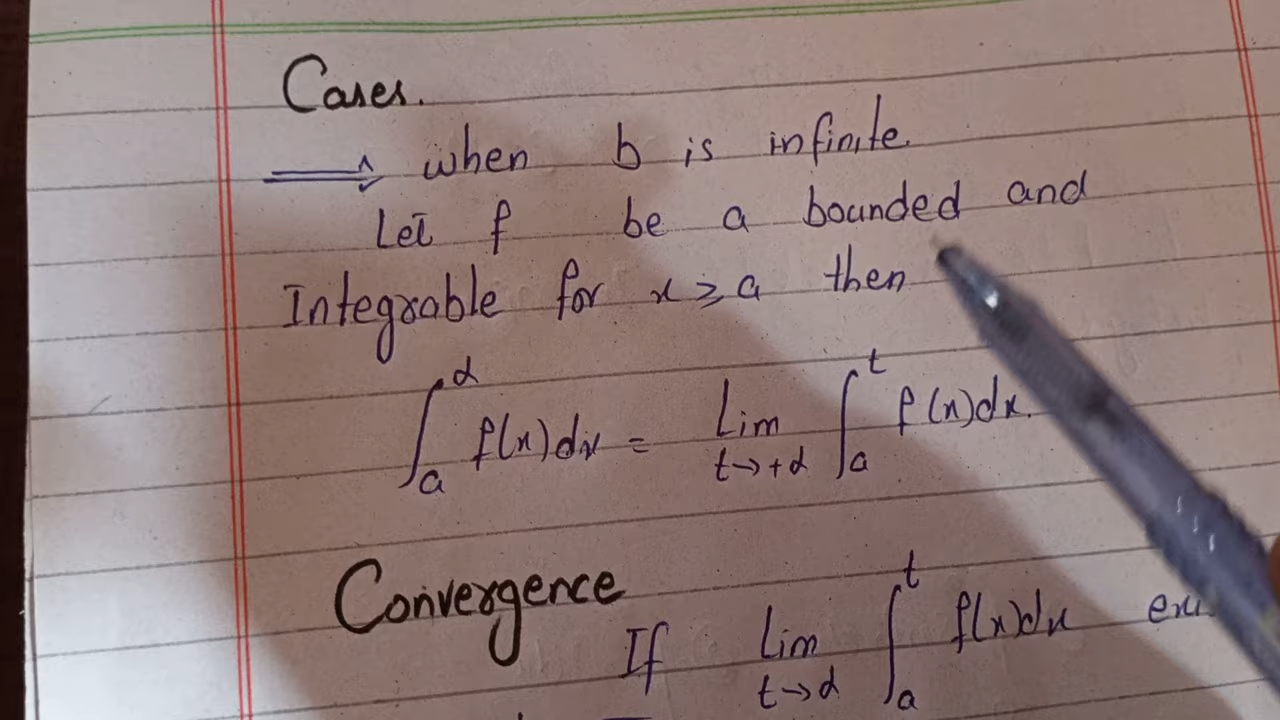 Cases.
⟹ when b is infinite.
Let f be a bounded and
Integrable for x ≥ a then
∫_a^α f(x)dx = Lim_{t→+α} ∫_a^t f(x)dx.
Convergence
If Lim_{t→α} ∫_a^t f(x)dx